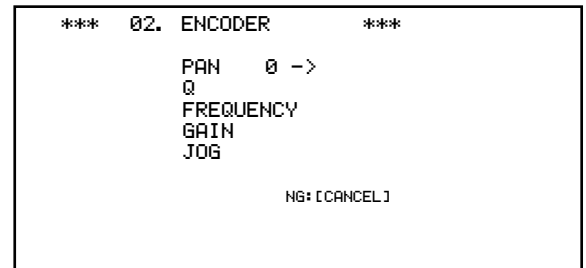 *** 02. ENCODER ***
PAN 0 ->
Q
FREQUENCY
GAIN
JOG
NG:[CANCEL]